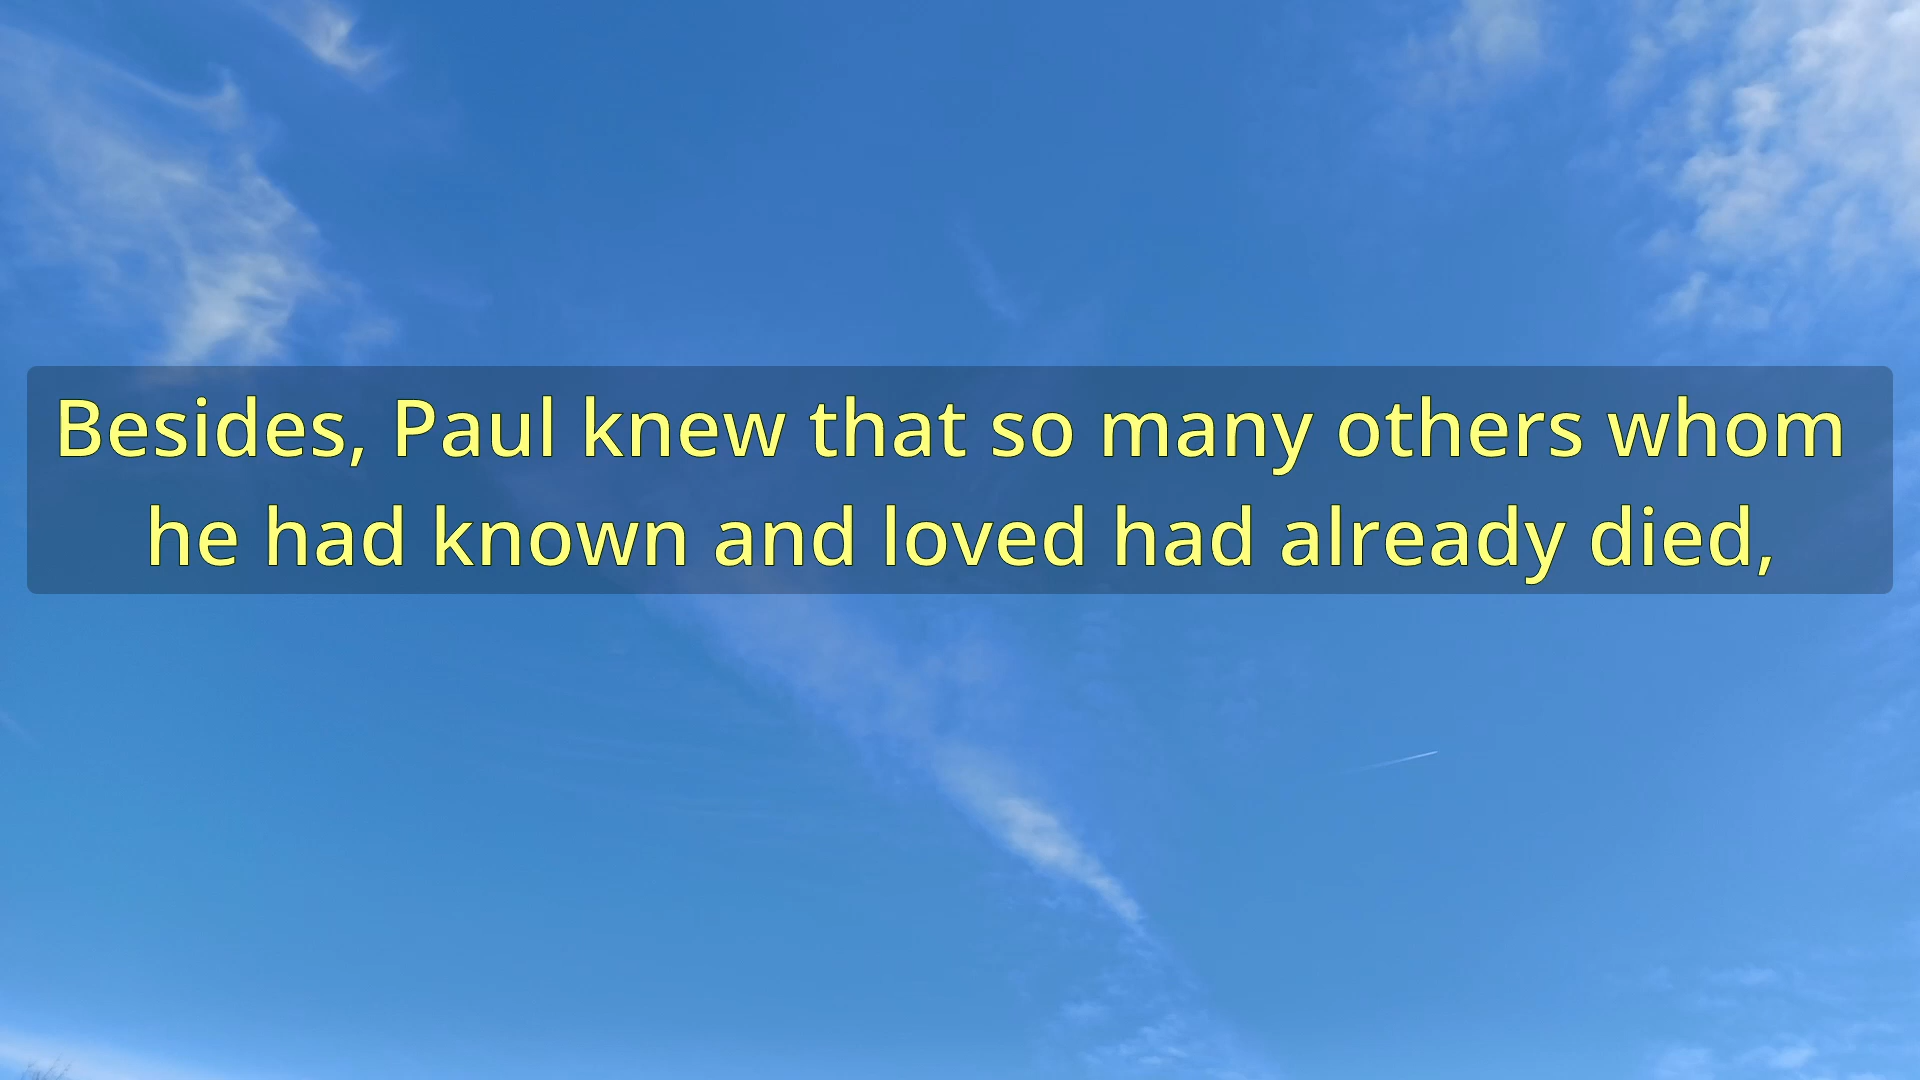 Besides, Paul knew that so many others whom
he had known and loved had already died,